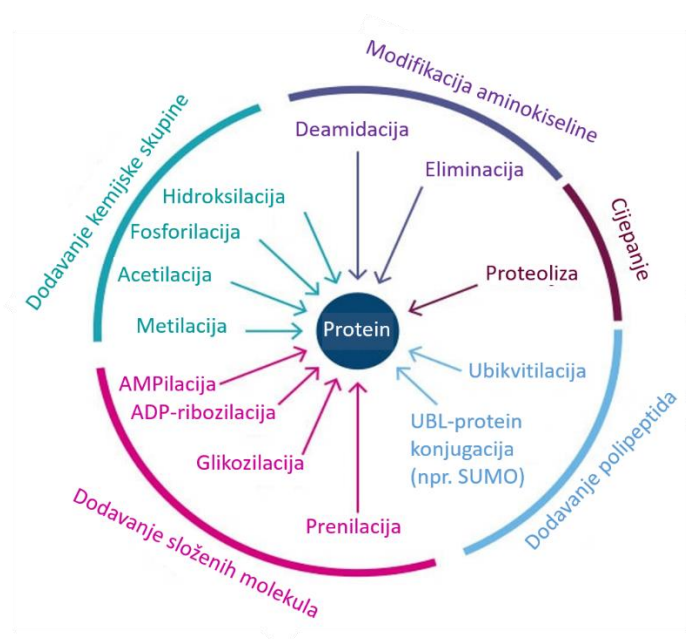 Modifikacija aminokiseline
Deamidacija
Eliminacija
Cijepanje
Proteoliza
Dodavanje polipeptida
Ubikvitilacija
UBL-protein
konjugacija
(npr. SUMO)
Dodavanje složenih molekula
Prenilacija
Glikozilacija
ADP-ribozilacija
AMPilacija
Dodavanje kemijske skupine
Metilacija
Acetilacija
Fosforilacija
Hidroksilacija
Protein